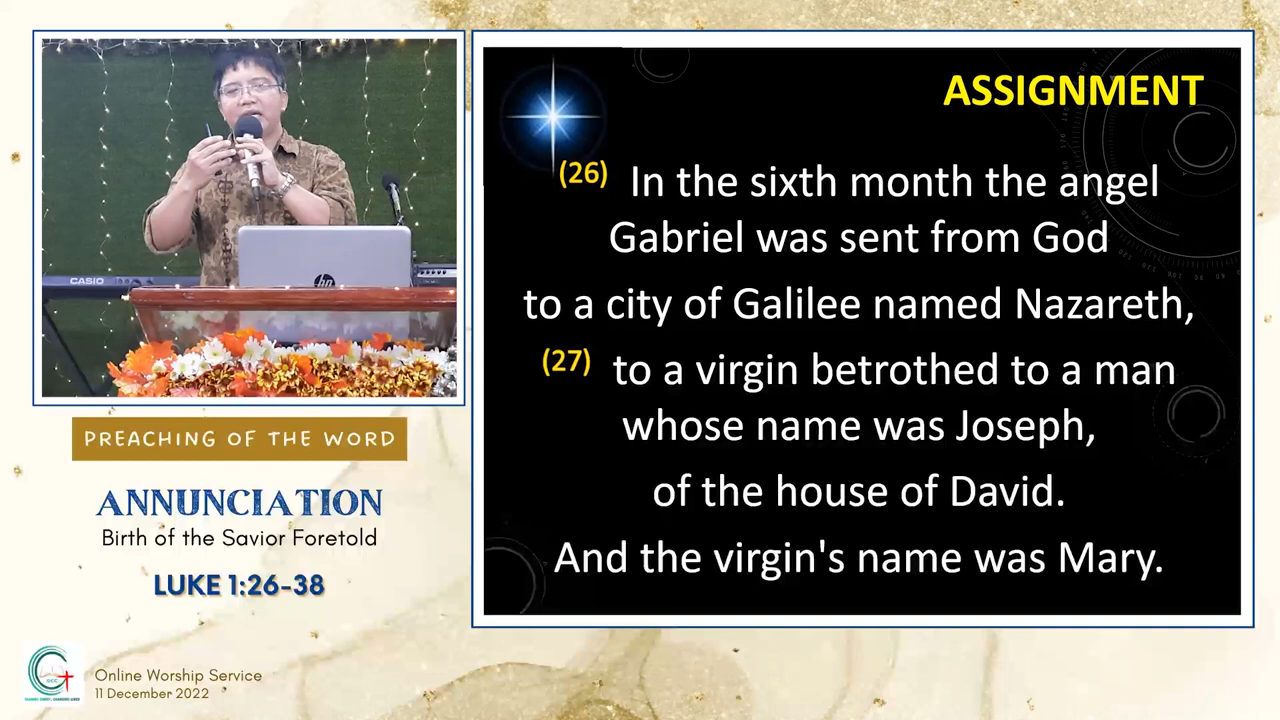 CASIO
hp
PREACHING OF THE WORD
ANNUNCIATION
Birth of the Savior Foretold
LUKE 1:26-38
Online Worship Service
11 December 2022
ASSIGNMENT
(26) In the sixth month the angel
Gabriel was sent from God
to a city of Galilee named Nazareth,
(27) to a virgin betrothed to a man
whose name was Joseph,
of the house of David.
And the virgin's name was Mary.